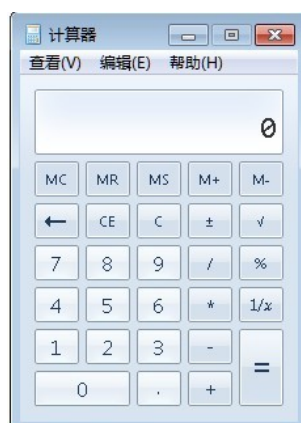 计算器
查看(V) 编辑(E) 帮助(H)
0
MC MR MS M+ M-
← CE C ± √
7 8 9 / %
4 5 6 * 1/x
1 2 3 - =
0 . +